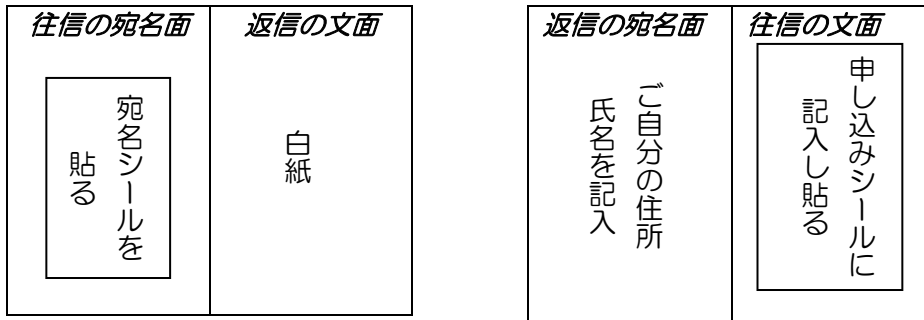 往信の宛名面
宛名シールを
貼る
返信の文面
白紙
返信の宛名面
ご自分の住所
氏名を記入
往信の文面
申し込みシールに
記入し貼る